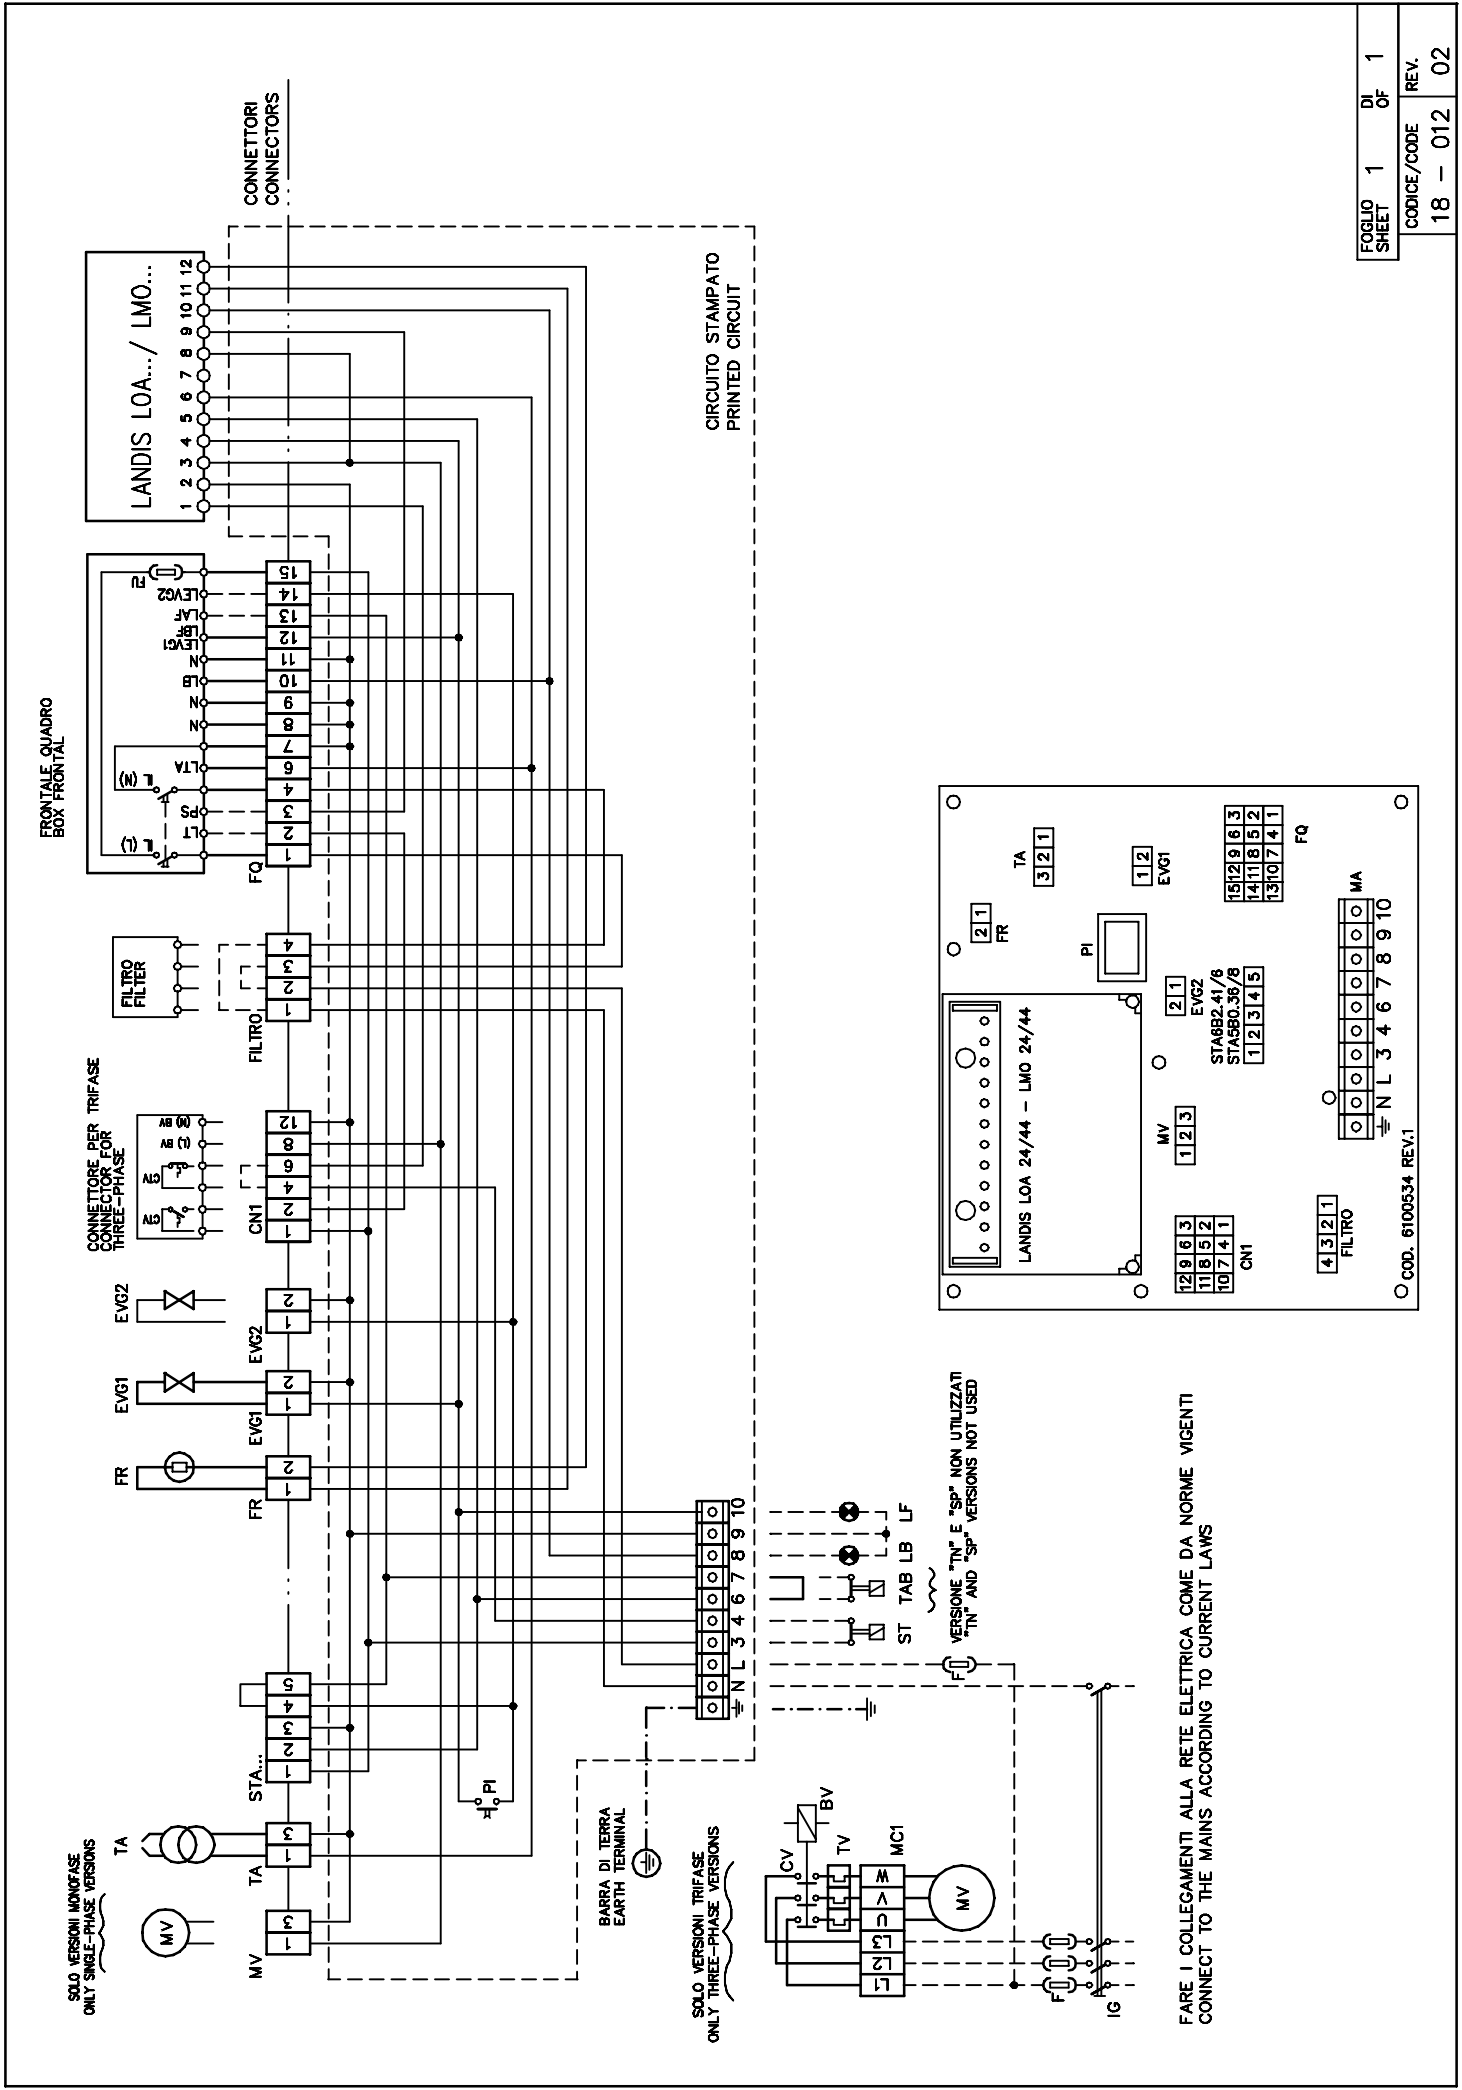 FRONTALE QUADRO
BOX FRONTAL
LANDIS LOA.../ LMO...
1 2 3 4 5 6 7 8 9 10 11 12
CONNETTORI
CONNECTORS
IL (L)
LT
PS
IL (N)
LTA
N
N
LB
N
LEVG1
LBF
LAF
LEVG2
FU
FQ
1 2 3 4 6 7 8 9 10 11 12 13 14 15
FILTRO
FILTER
FILTRO
1 2 3 4
CONNETTORE PER TRIFASE
CONNECTOR FOR
THREE-PHASE
CTV
CTV
(L) BV
(N) BV
CN1
1 2 4 6 8 12
EVG2
EVG2
1 2
EVG1
EVG1
1 2
FR
FR
1 2
STA...
1 2 3 4 5
TA
TA
1 3
SOLO VERSIONI MONOFASE
ONLY SINGLE-PHASE VERSIONS
MV
MV
1 3
PI
CIRCUITO STAMPATO
PRINTED CIRCUIT
BARRA DI TERRA
EARTH TERMINAL
N L 3 4 6 7 8 9 10
ST
TAB
LB
LF
VERSIONE "TN" E "SP" NON UTILIZZATI
"TN" AND "SP" VERSIONS NOT USED
F
SOLO VERSIONI TRIFASE
ONLY THREE-PHASE VERSIONS
CV
BV
TV
MC1
L1 L2 L3 U V W
MV
F
IG
LANDIS LOA 24/44 - LMO 24/44
FR
2 1
TA
3 2 1
PI
EVG1
1 2
EVG2
2 1
STA6B2.41/6
STA5B0.36/8
1 2 3 4 5
MV
1 2 3
CN1
12 9 6 3
11 8 5 2
10 7 4 1
FQ
15 12 9 6 3
14 11 8 5 2
13 10 7 4 1
FILTRO
4 3 2 1
MA
N L 3 4 6 7 8 9 10
COD. 6100534 REV.1
FARE I COLLEGAMENTI ALLA RETE ELETTRICA COME DA NORME VIGENTI
CONNECT TO THE MAINS ACCORDING TO CURRENT LAWS
FOGLIO 1 DI 1
SHEET OF
CODICE/CODE REV.
18 - 012 02